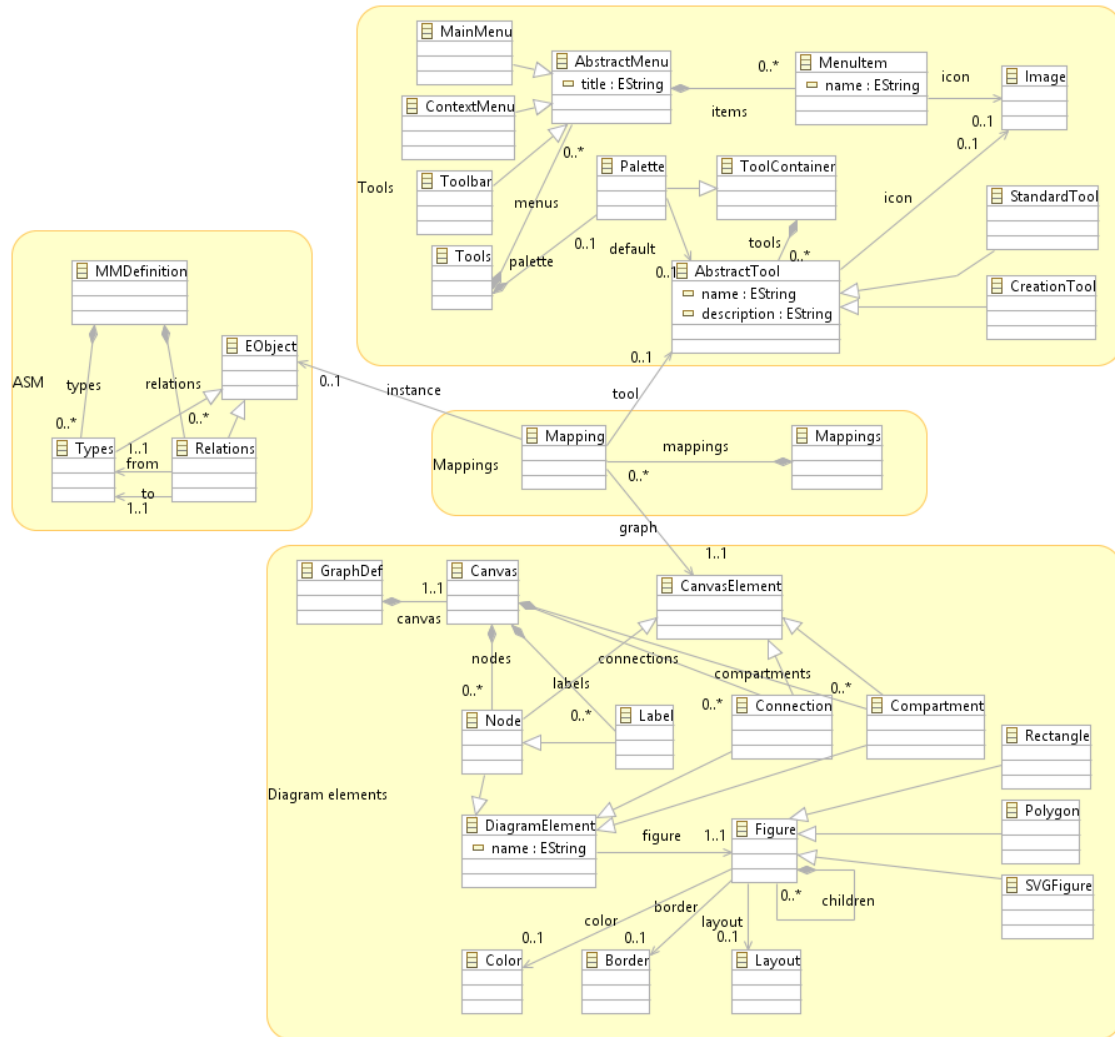 MainMenu
AbstractMenu
title : EString
MenuItem
name : EString
0..*
items
icon
0..1
Image
ContextMenu
0..*
0..1
Toolbar
Tools
menus
Palette
ToolContainer
icon
StandardTool
Tools
palette
0..1
default
tools
0..*
0..1
AbstractTool
name : EString
description : EString
CreationTool
0..1
MMDefinition
EObject
ASM
types
relations
0..1
instance
tool
0..*
0..*
Types
1..1
Relations
from
to
1..1
Mapping
mappings
Mappings
Mappings
0..*
graph
1..1
GraphDef
1..1
Canvas
canvas
CanvasElement
nodes
connections
labels
compartments
0..*
0..*
0..*
0..*
Node
Label
Connection
Compartment
Rectangle
Diagram elements
DiagramElement
name : EString
figure
1..1
Figure
Polygon
SVGFigure
0..*
children
color
border
layout
0..1
0..1
0..1
Color
Border
Layout